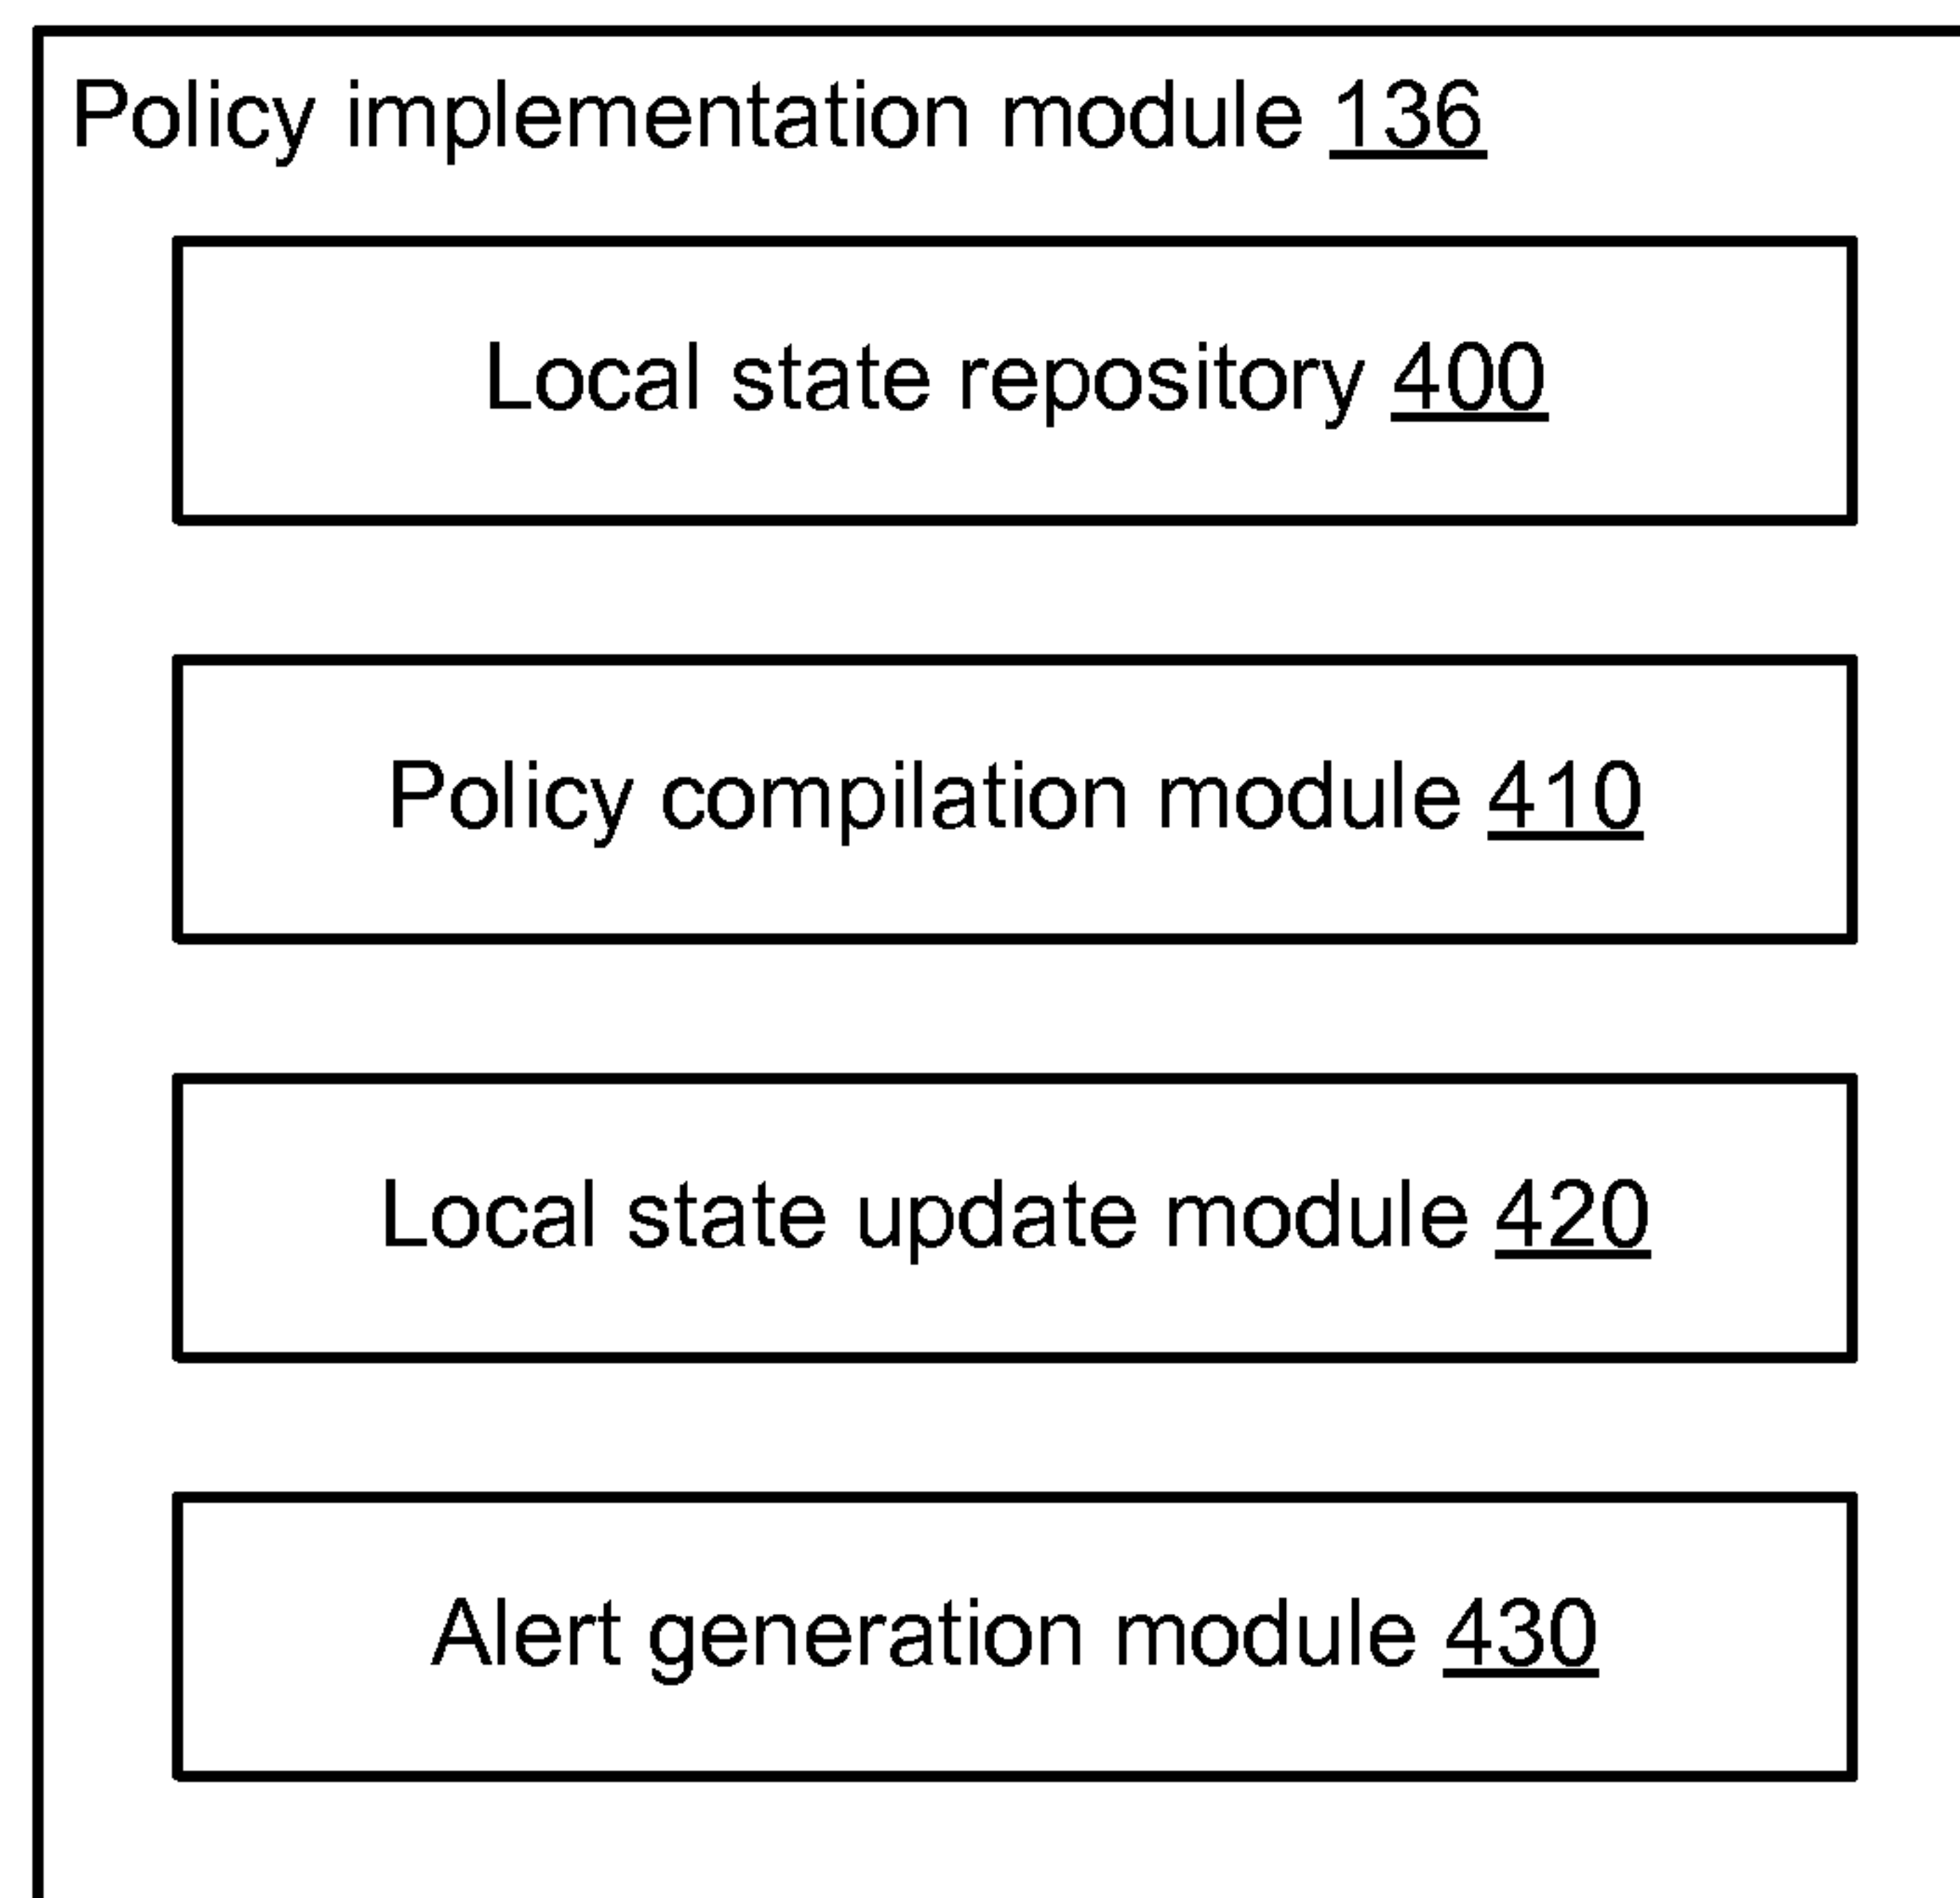 Policy implementation module 136
Local state repository 400
Policy compilation module 410
Local state update module 420
Alert generation module 430